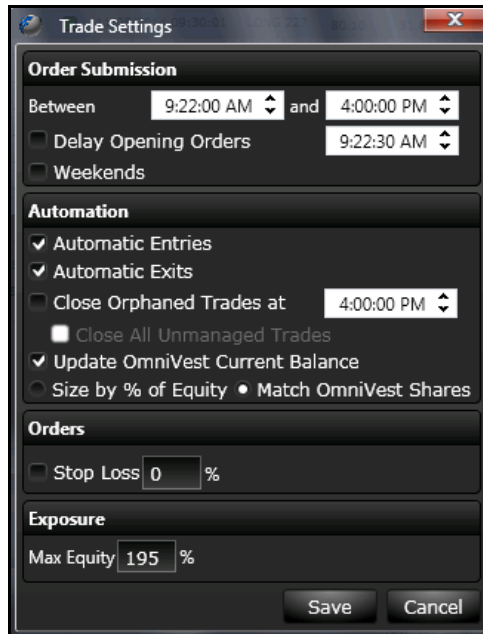 Trade Settings
Order Submission
Between 9:22:00 AM and 4:00:00 PM
Delay Opening Orders 9:22:30 AM
Weekends
Automation
Automatic Entries
Automatic Exits
Close Orphaned Trades at 4:00:00 PM
Close All Unmanaged Trades
Update OmniVest Current Balance
Size by % of Equity Match OmniVest Shares
Orders
Stop Loss 0 %
Exposure
Max Equity 195 %
Save Cancel